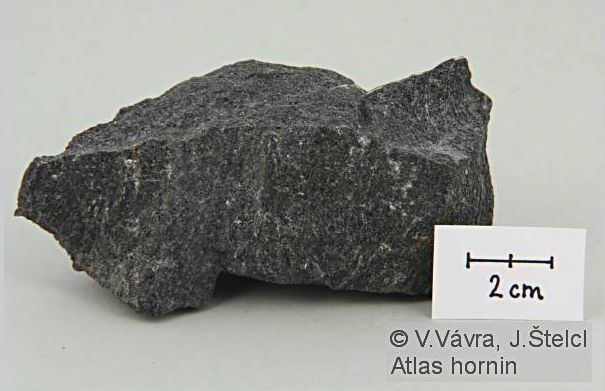 2 cm
© V.Vávra, J.Štelcl
Atlas hornin